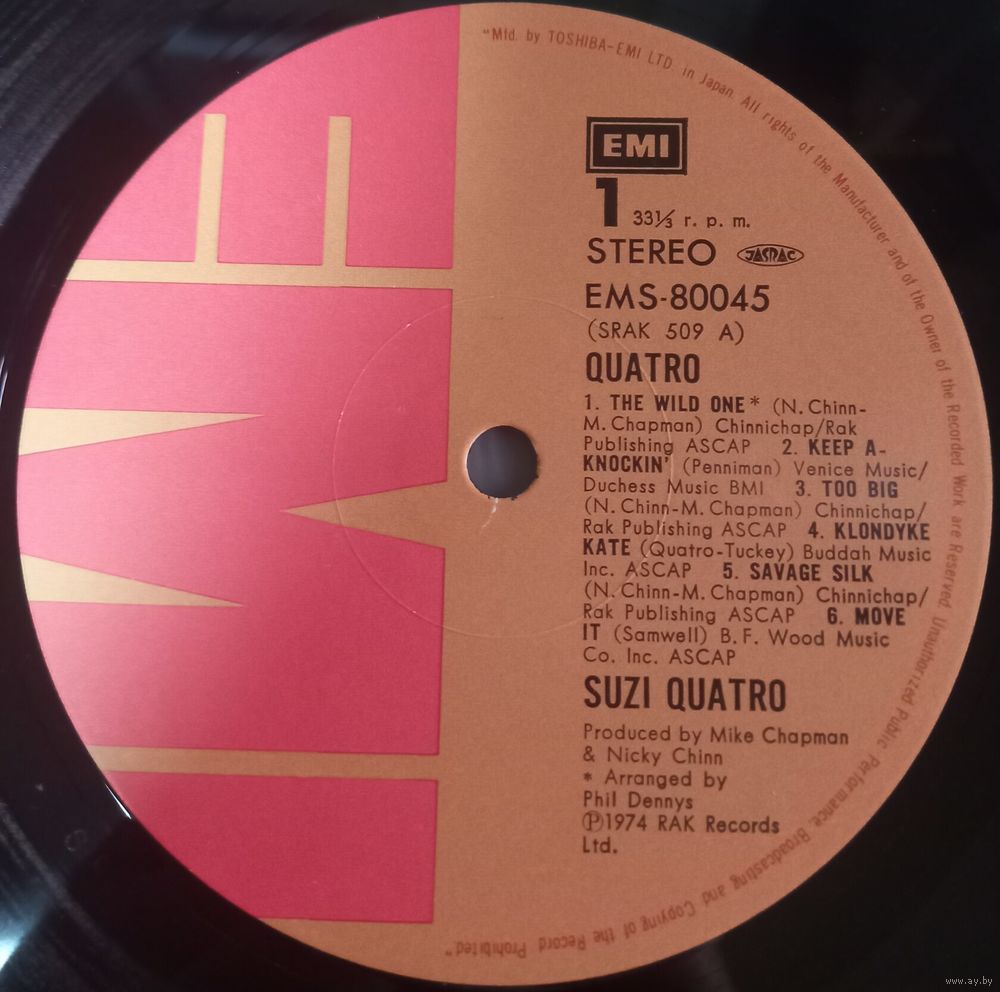 "Mfd. by TOSHIBA-EMI LTD. in Japan. All rights of the Manufacturer and of the Owner of the Recorded Work are Reserved. Unauthorized Public Performance, Broadcasting and Copying of the Record Prohibited"
EMI
EMI
1 33⅓ r. p. m.
STEREO JASRAC
EMS-80045
(SRAK 509 A)
QUATRO
1. THE WILD ONE* (N. Chinn-
M. Chapman) Chinnichap/Rak
Publishing ASCAP 2. KEEP A-
KNOCKIN' (Penniman) Venice Music/
Duchess Music BMI 3. TOO BIG
(N. Chinn-M. Chapman) Chinnichap/
Rak Publishing ASCAP 4. KLONDYKE
KATE (Quatro-Tuckey) Buddah Music
Inc. ASCAP 5. SAVAGE SILK
(N. Chinn-M. Chapman) Chinnichap/
Rak Publishing ASCAP 6. MOVE
IT (Samwell) B. F. Wood Music
Co. Inc. ASCAP
SUZI QUATRO
Produced by Mike Chapman
& Nicky Chinn
* Arranged by
Phil Dennys
Ⓟ1974 RAK Records
Ltd.
www.ay.by